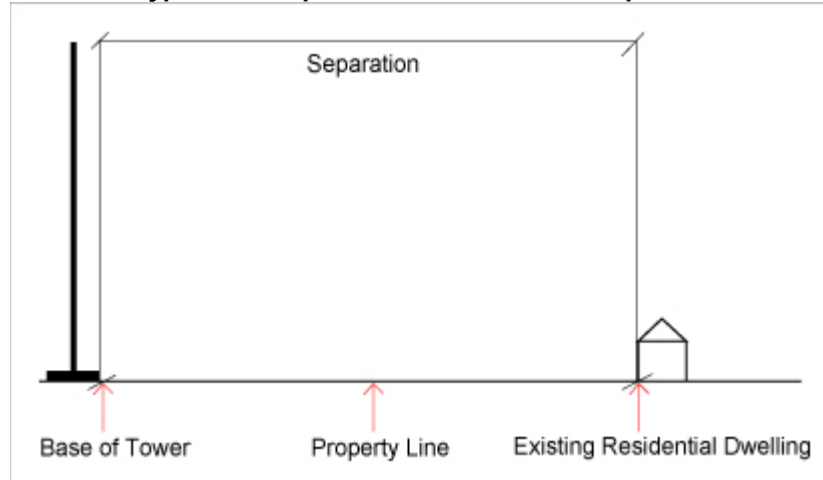 Separation
Base of Tower
Property Line
Existing Residential Dwelling